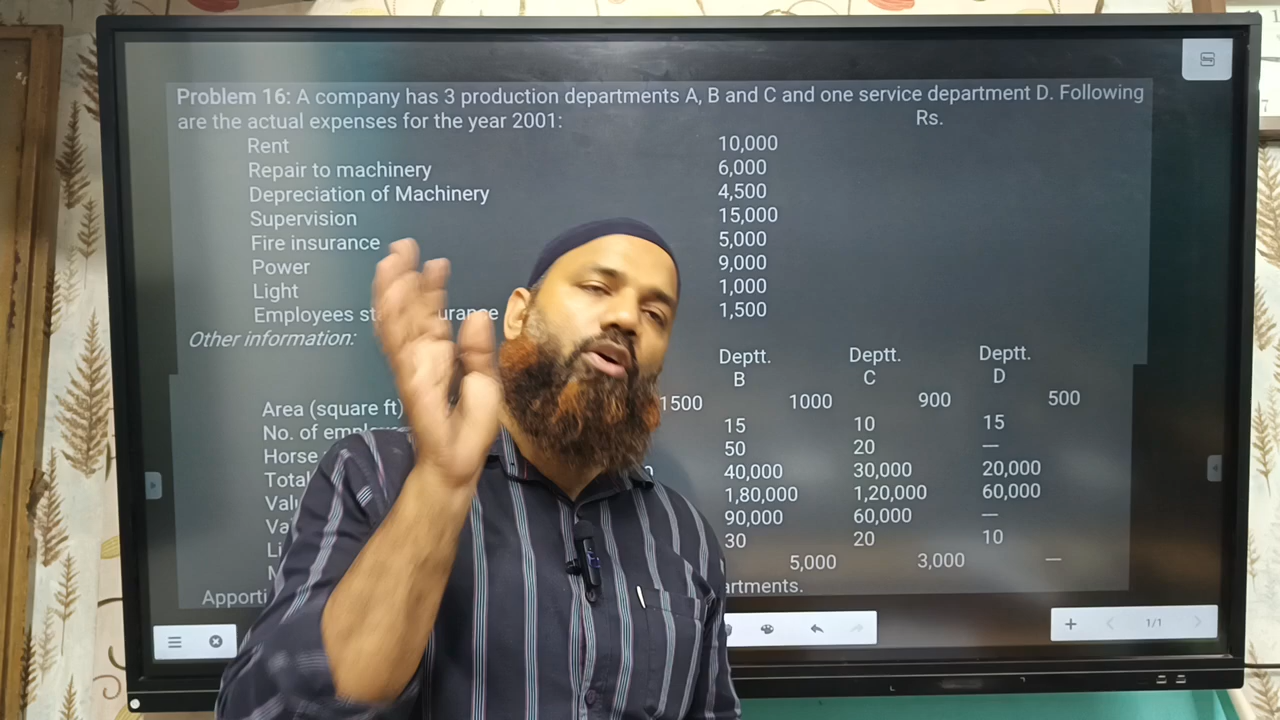 Problem 16: A company has 3 production departments A, B and C and one service department D. Following
are the actual expenses for the year 2001: Rs.
Rent 10,000
Repair to machinery 6,000
Depreciation of Machinery 4,500
Supervision 15,000
Fire insurance 5,000
Power 9,000
Light 1,000
Employees st urance 1,500
Other information:
Deptt. Deptt. Deptt.
B C D
Area (square ft) 1500 1000 900 500
No. of 15 10 15
Horse 50 20 —
40,000 30,000 20,000
1,80,000 1,20,000 60,000
90,000 60,000 —
30 20 10
5,000 3,000 —
artments.
1/1